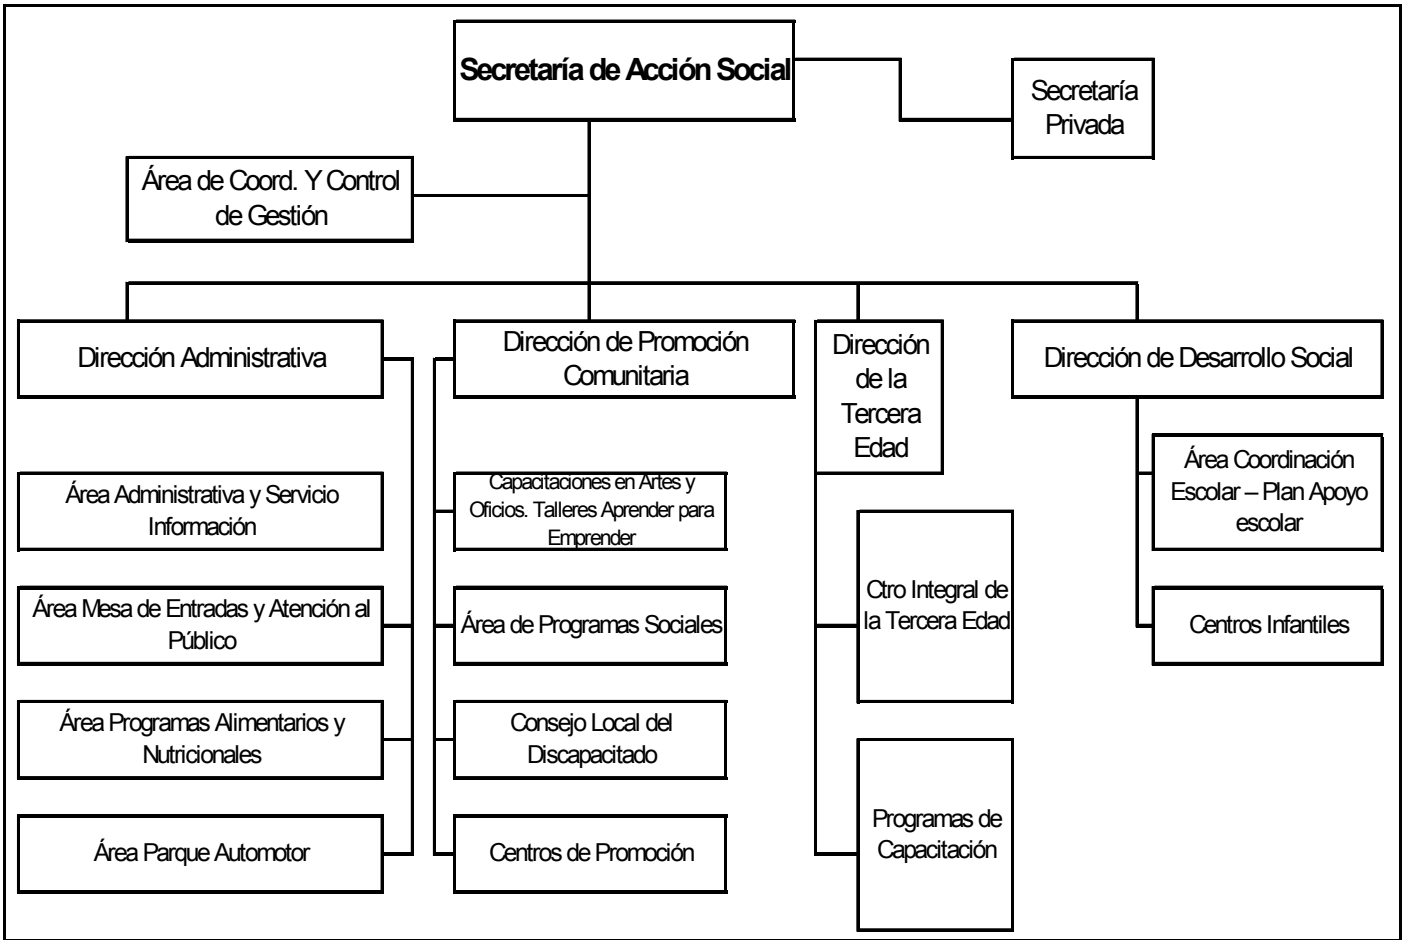 Secretaría de Acción Social
Secretaría
Privada
Área de Coord. Y Control
de Gestión
Dirección Administrativa
Dirección de Promoción
Comunitaria
Dirección
de la
Tercera
Edad
Dirección de Desarrollo Social
Área Administrativa y Servicio
Información
Área Mesa de Entradas y Atención al
Público
Área Programas Alimentarios y
Nutricionales
Área Parque Automotor
Capacitaciones en Artes y
Oficios. Talleres Aprender para
Emprender
Área de Programas Sociales
Consejo Local del
Discapacitado
Centros de Promoción
Ctro Integral de
la Tercera Edad
Programas de
Capacitación
Área Coordinación
Escolar – Plan Apoyo
escolar
Centros Infantiles